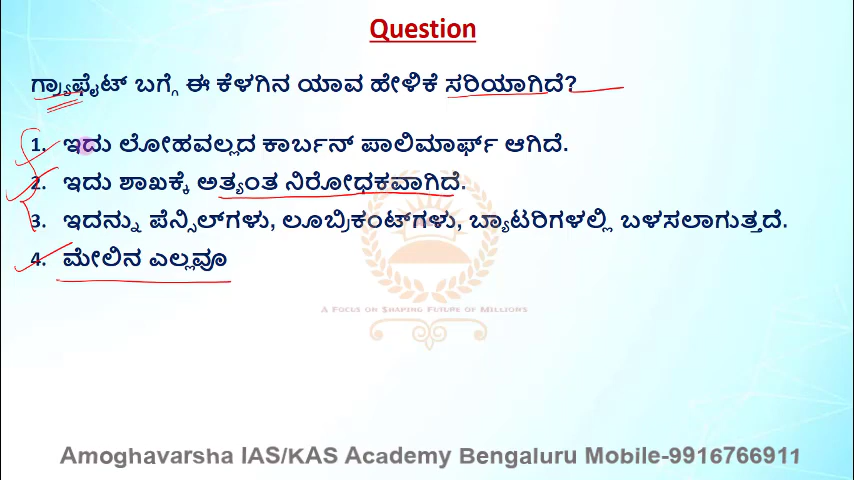 Question
ಗ್ರ್ಯಾಫೈಟ್ ಬಗ್ಗೆ ಈ ಕೆಳಗಿನ ಯಾವ ಹೇಳಿಕೆ ಸರಿಯಾಗಿದೆ?
1. ಇದು ಲೋಹವಲ್ಲದ ಕಾರ್ಬನ್ ಪಾಲಿಮಾರ್ಫ್ ಆಗಿದೆ.
2. ಇದು ಶಾಖಕ್ಕೆ ಅತ್ಯಂತ ನಿರೋಧಕವಾಗಿದೆ.
3. ಇದನ್ನು ಪೆನ್ಸಿಲ್‌ಗಳು, ಲೂಬ್ರಿಕಂಟ್‌ಗಳು, ಬ್ಯಾಟರಿಗಳಲ್ಲಿ ಬಳಸಲಾಗುತ್ತದೆ.
4. ಮೇಲಿನ ಎಲ್ಲವೂ
A FOCUS ON SHAPING FUTURE OF MILLIONS
Amoghavarsha IAS/KAS Academy Bengaluru Mobile-9916766911